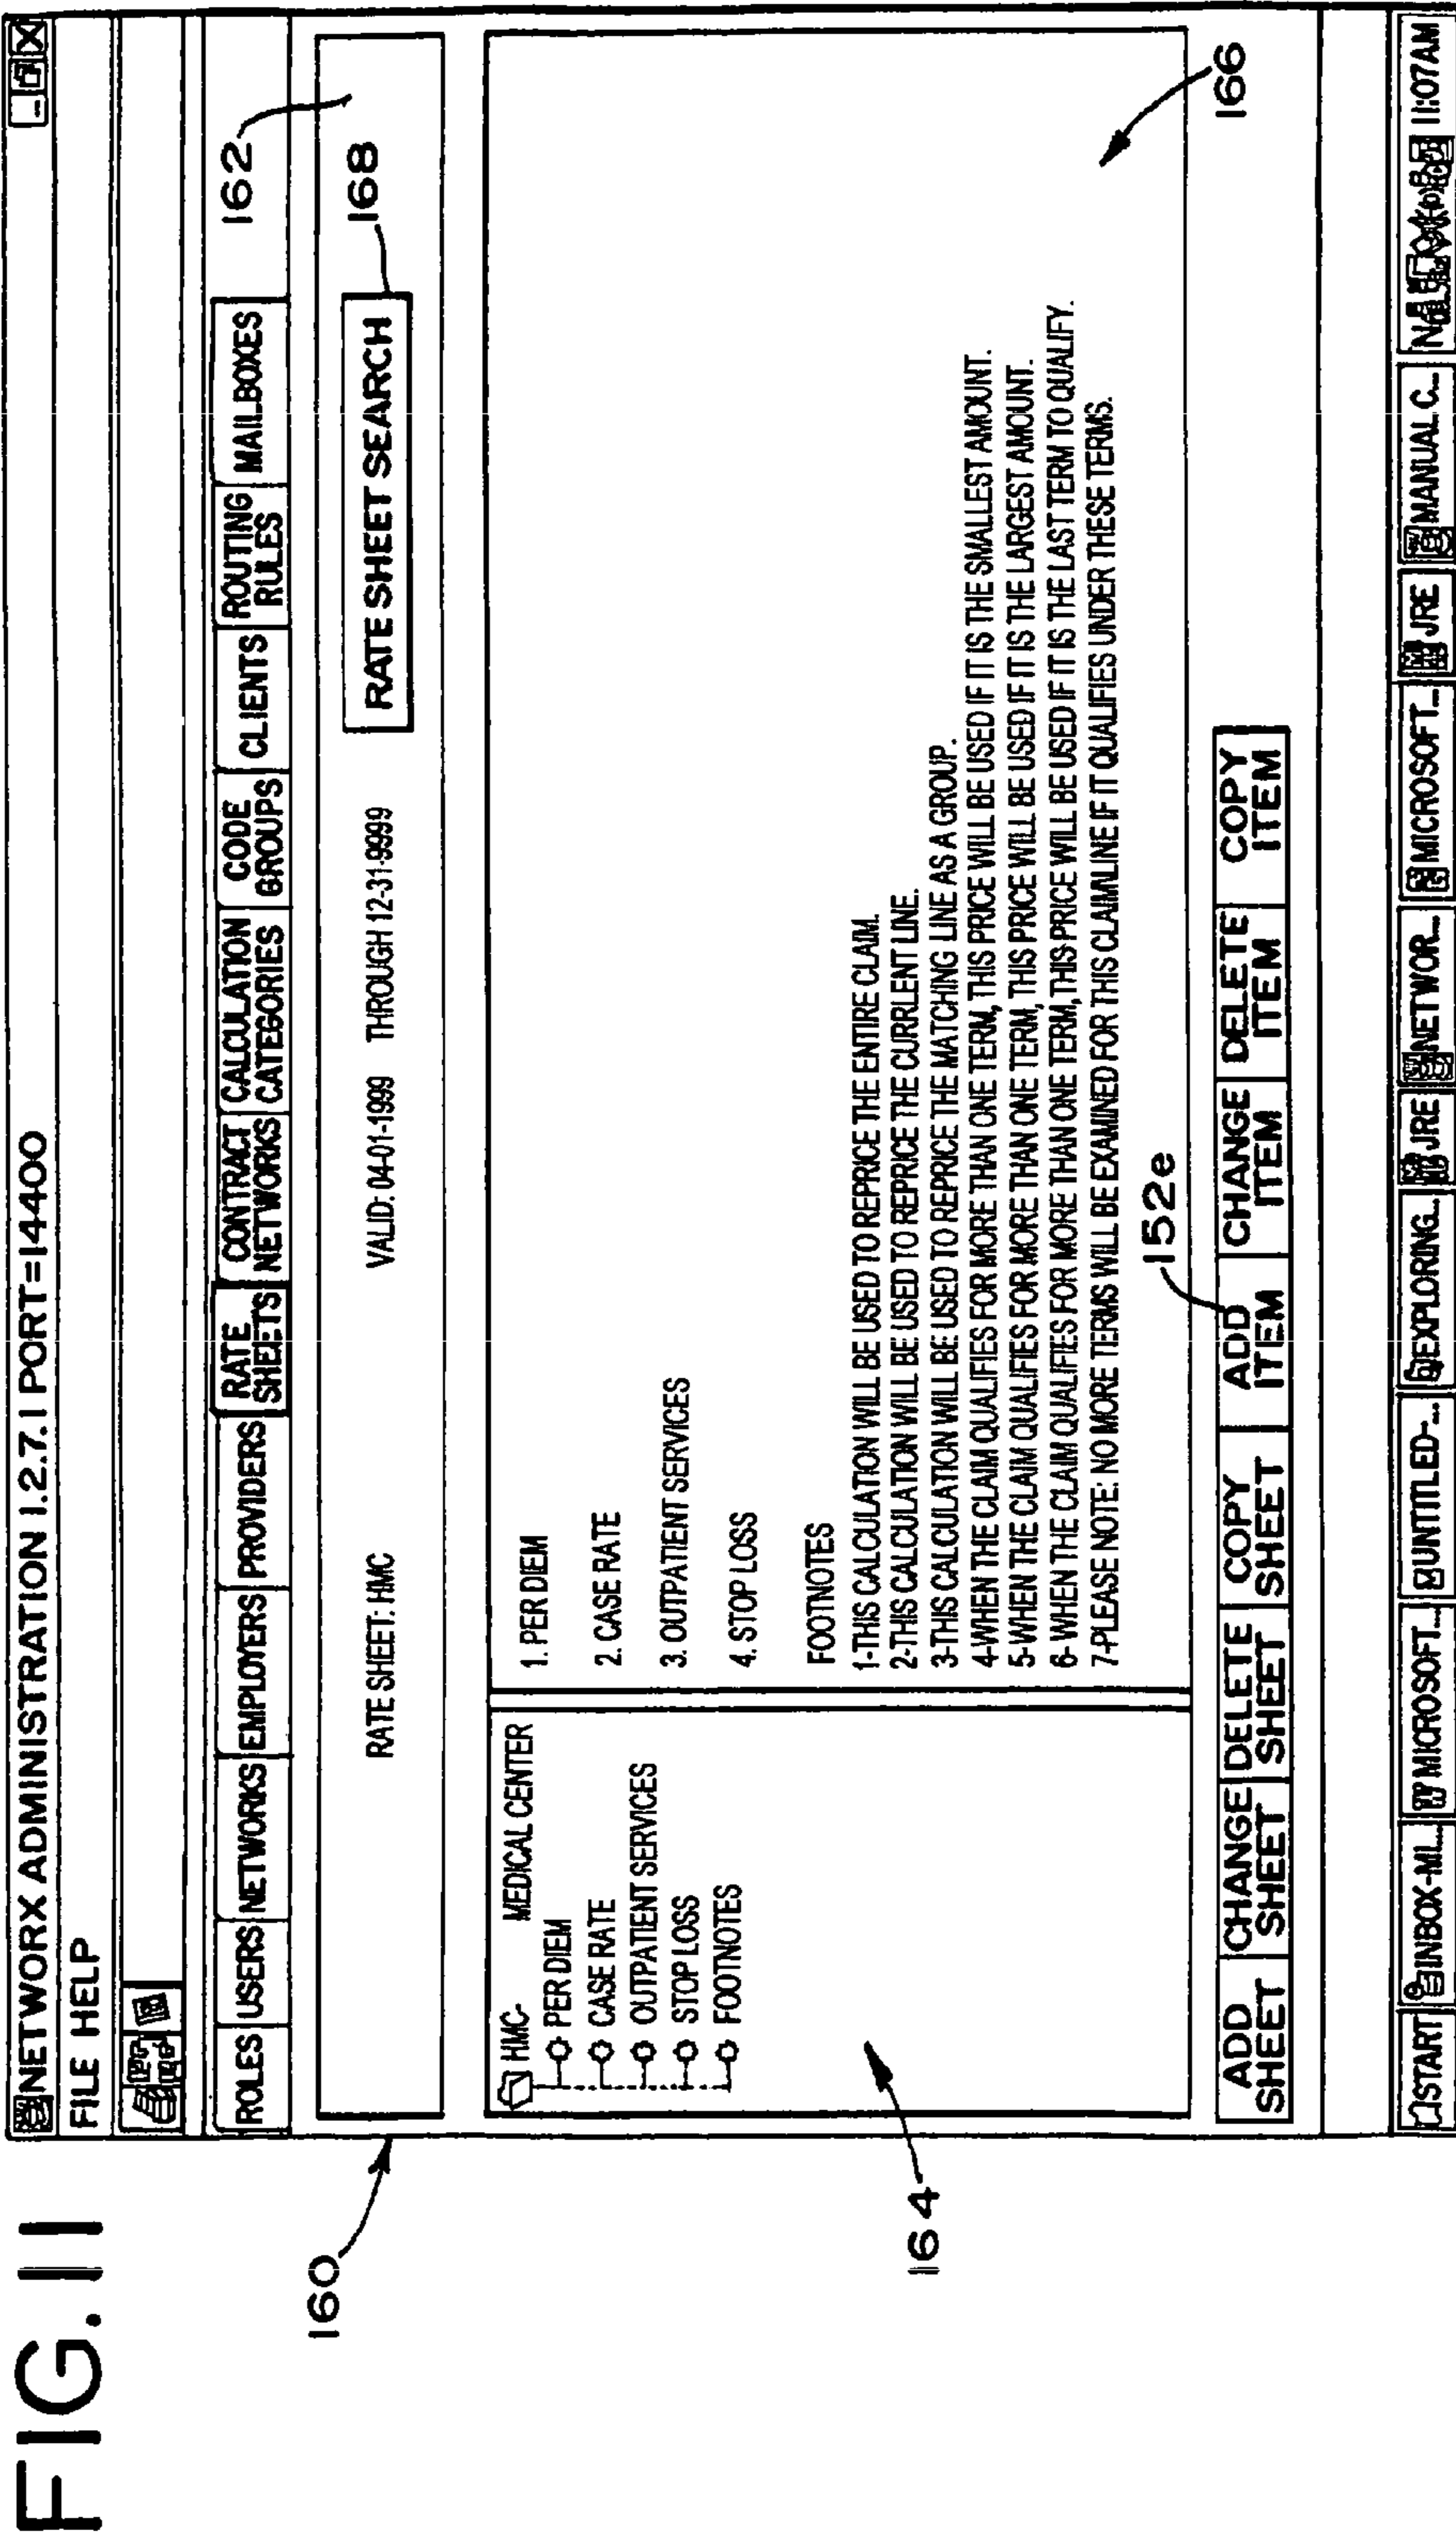 FIG. 11
NETWORX ADMINISTRATION 1.2.7.1 PORT=14400
FILE HELP
ROLES USERS NETWORKS EMPLOYERS PROVIDERS RATE SHEETS CONTRACT NETWORKS CALCULATION CATEGORIES CODE GROUPS CLIENTS ROUTING RULES MAILBOXES
162
160
RATE SHEET: HMC VALID: 04-01-1999 THROUGH 12-31-9999 RATE SHEET SEARCH
168
HMC- MEDICAL CENTER
PER DIEM
CASE RATE
OUTPATIENT SERVICES
STOP LOSS
FOOTNOTES
164
1. PER DIEM
2. CASE RATE
3. OUTPATIENT SERVICES
4. STOP LOSS
FOOTNOTES
1-THIS CALCULATION WILL BE USED TO REPRICE THE ENTIRE CLAIM.
2-THIS CALCULATION WILL BE USED TO REPRICE THE CURRLENT LINE.
3-THIS CALCULATION WILL BE USED TO REPRICE THE MATCHING LINE AS A GROUP.
4-WHEN THE CLAIM QUALIFIES FOR MORE THAN ONE TERM, THIS PRICE WILL BE USED IF IT IS THE SMALLEST AMOUNT.
5-WHEN THE CLAIM QUALIFIES FOR MORE THAN ONE TERM, THIS PRICE WILL BE USED IF IT IS THE LARGEST AMOUNT.
6- WHEN THE CLAIM QUALIFIES FOR MORE THAN ONE TERM, THIS PRICE WILL BE USED IF IT IS THE LAST TERM TO QUALIFY.
7-PLEASE NOTE: NO MORE TERMS WILL BE EXAMINED FOR THIS CLAIMLINE IF IT QUALIFIES UNDER THESE TERMS.
166
152e
ADD SHEET CHANGE SHEET DELETE SHEET COPY SHEET ADD ITEM CHANGE ITEM DELETE ITEM COPY ITEM
START INBOX-MI... MICROSOFT... UNTITLED-... EXPLORING... JRE NETWOR... MICROSOFT... JRE MANUAL C... 11:07AM